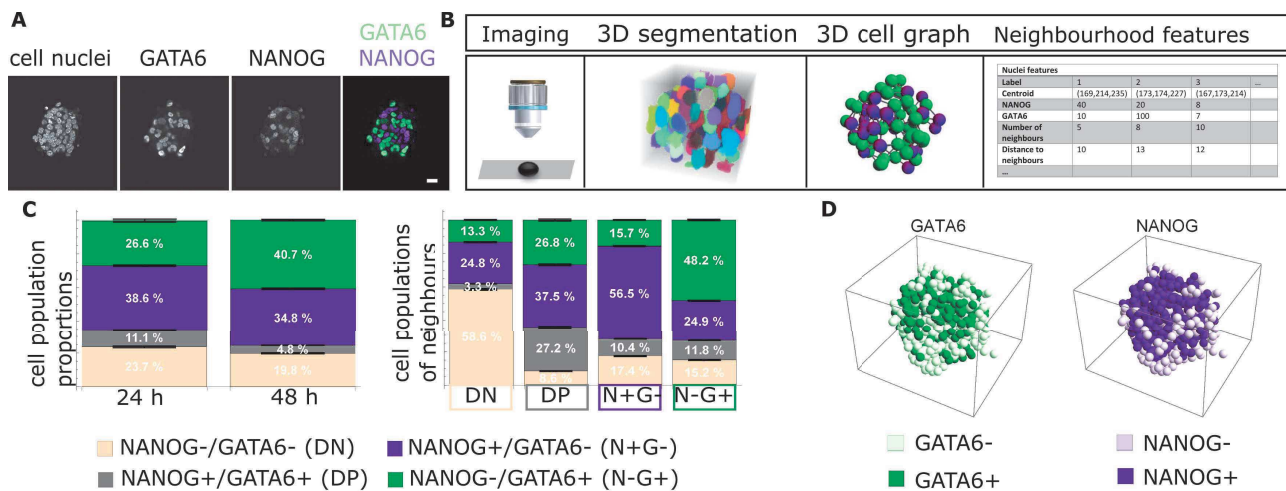 A
GATA6
cell nuclei GATA6 NANOG NANOG
B
Imaging 3D segmentation 3D cell graph Neighbourhood features
Nuclei features
Label 1 2 3 ...
Centroid (169,214,235) (173,174,227) (167,173,214)
NANOG 40 20 8
GATA6 10 100 7
Number of neighbours 5 8 10
Distance to neighbours 10 13 12
...
C
cell population proportions
26.6 %
38.6 %
11.1 %
23.7 %
24 h
40.7 %
34.8 %
4.8 %
19.8 %
48 h
cell populations of neighbours
13.3 %
24.8 %
3.3 %
58.6 %
DN
26.8 %
37.5 %
27.2 %
8.6 %
DP
15.7 %
56.5 %
10.4 %
17.4 %
N+G-
48.2 %
24.9 %
11.8 %
15.2 %
N-G+
NANOG-/GATA6- (DN)
NANOG+/GATA6+ (DP)
NANOG+/GATA6- (N+G-)
NANOG-/GATA6+ (N-G+)
D
GATA6 NANOG
GATA6- NANOG-
GATA6+ NANOG+